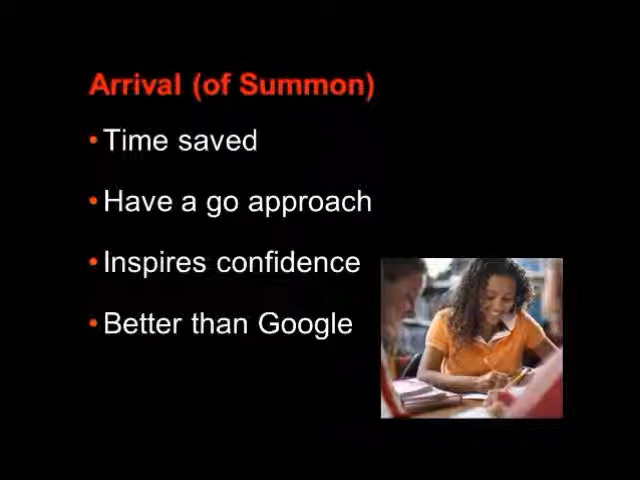 Arrival (of Summon)
•Time saved
•Have a go approach
•Inspires confidence
•Better than Google